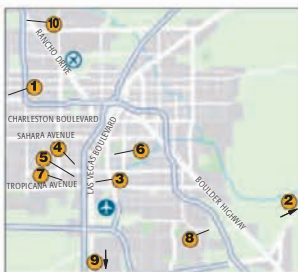 10
RANCHO DRIVE
1
CHARLESTON BOULEVARD
SAHARA AVENUE
4
6
5
7
TROPICANA AVENUE
LAS VEGAS BOULEVARD
3
BOULDER HIGHWAY
2
8
9